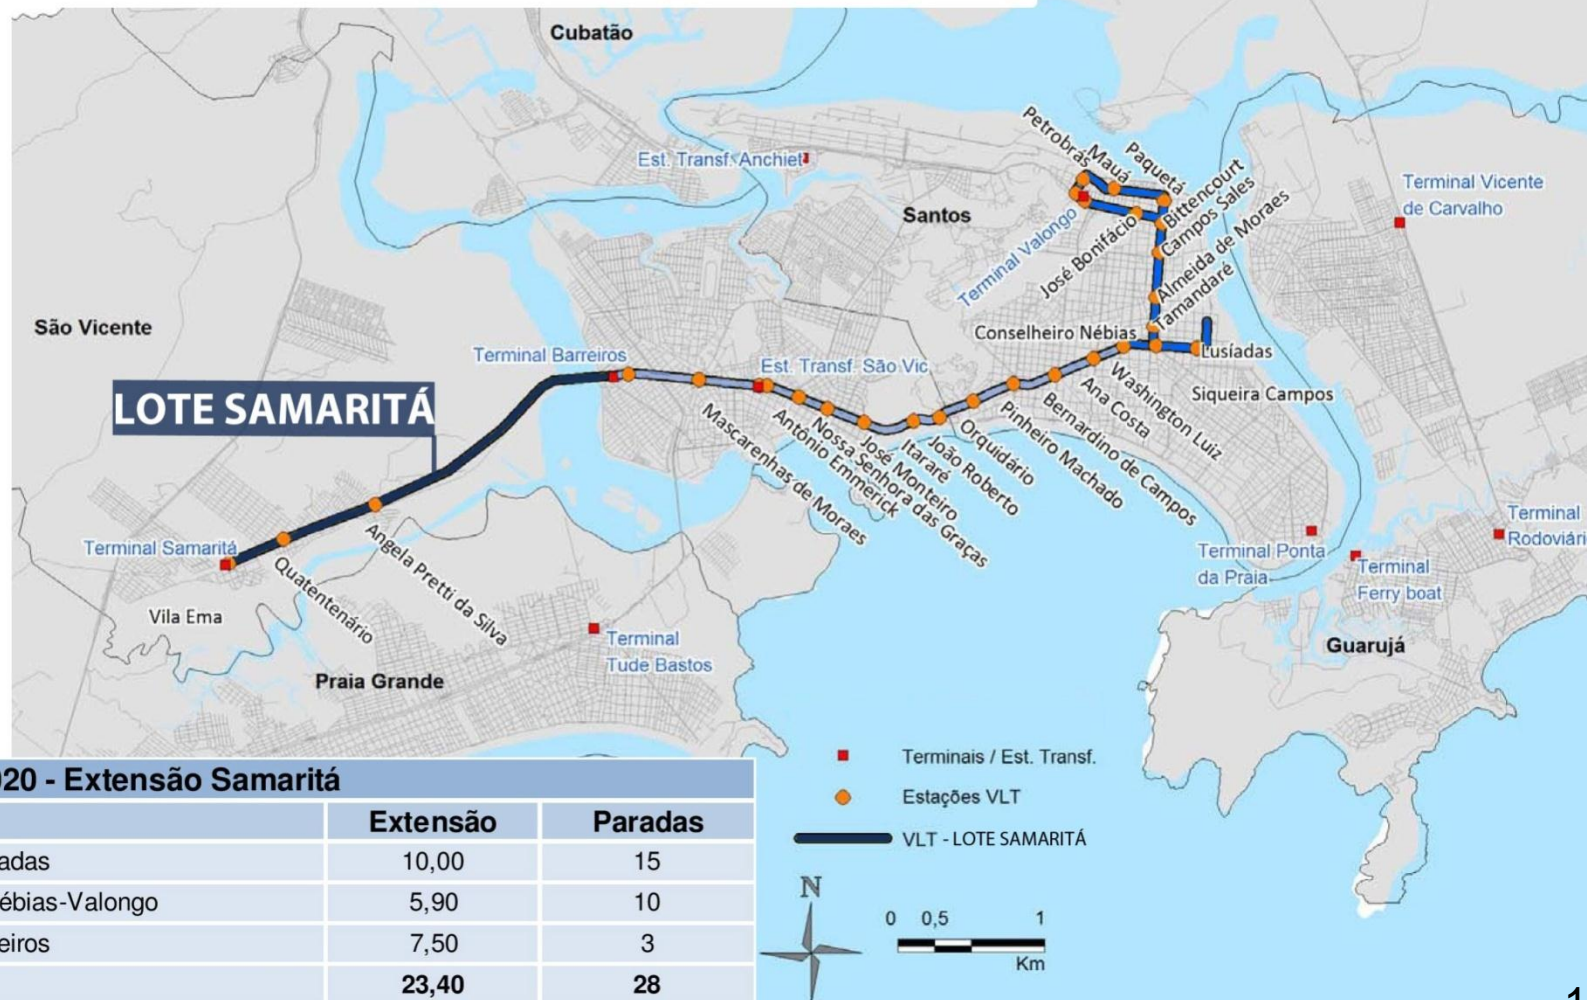 Cubatão
Petrobrás
Mauá
Paquetá
Bittencourt
Campos Sales
Almeida de Moraes
Tamandaré
Est. Transf. Anchiet
Santos
Terminal Valongo
José Bonifácio
Terminal Vicente
de Carvalho
São Vicente
Conselheiro Nébias
Lusíadas
Terminal Barreiros
Est. Transf. São Vic
Siqueira Campos
LOTE SAMARITÁ
Washington Luiz
Ana Costa
Bernardino de Campos
Pinheiro Machado
Orquidário
João Roberto
Itararé
José Monteiro
Nossa Senhora das Graças
Antônio Emmerick
Mascarenhas de Moraes
Terminal Samaritá
Quatentenário
Angela Pretti da Silva
Vila Ema
Terminal Ponta
da Praia
Terminal
Rodoviári
Terminal
Ferry boat
Terminal
Tude Bastos
Praia Grande
Guarujá
Terminais / Est. Transf.
Estações VLT
VLT - LOTE SAMARITÁ
N
0 0,5 1
Km
020 - Extensão Samaritá
Extensão Paradas
adas 10,00 15
ébias-Valongo 5,90 10
eiros 7,50 3
23,40 28
1